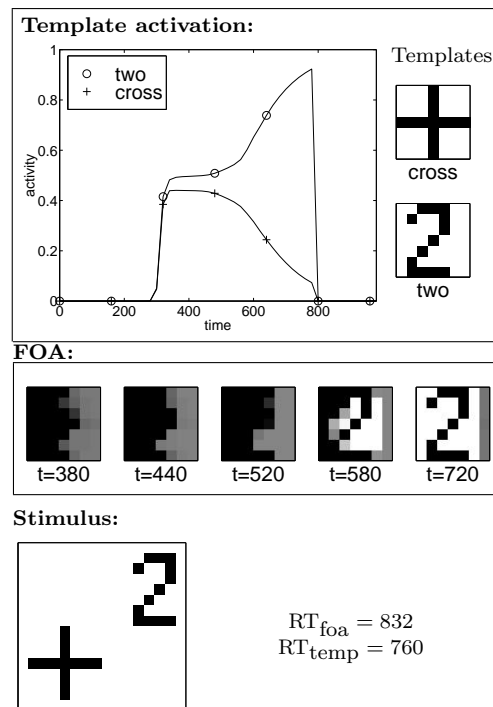 Template activation:
two
cross
1
0.8
0.6
0.4
0.2
0
activity
0 200 400 600 800
time
Templates
cross
two
FOA:
t=380 t=440 t=520 t=580 t=720
Stimulus:
RT_foa = 832
RT_temp = 760